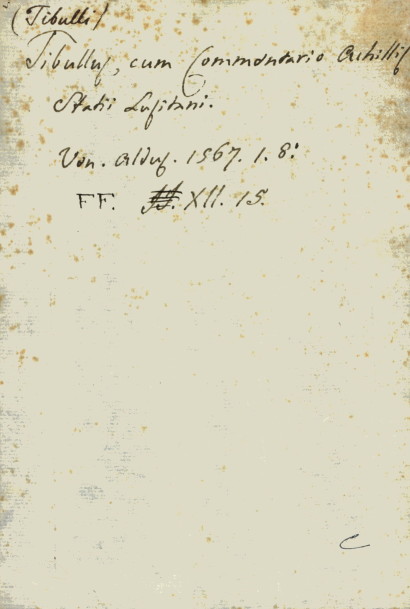 (Tibulli)
Tibullus, cum Commentario Achillis
Statii Lusitani.
Ven. Aldus. 1567. 1. 8.
FF. XII. 15.
C